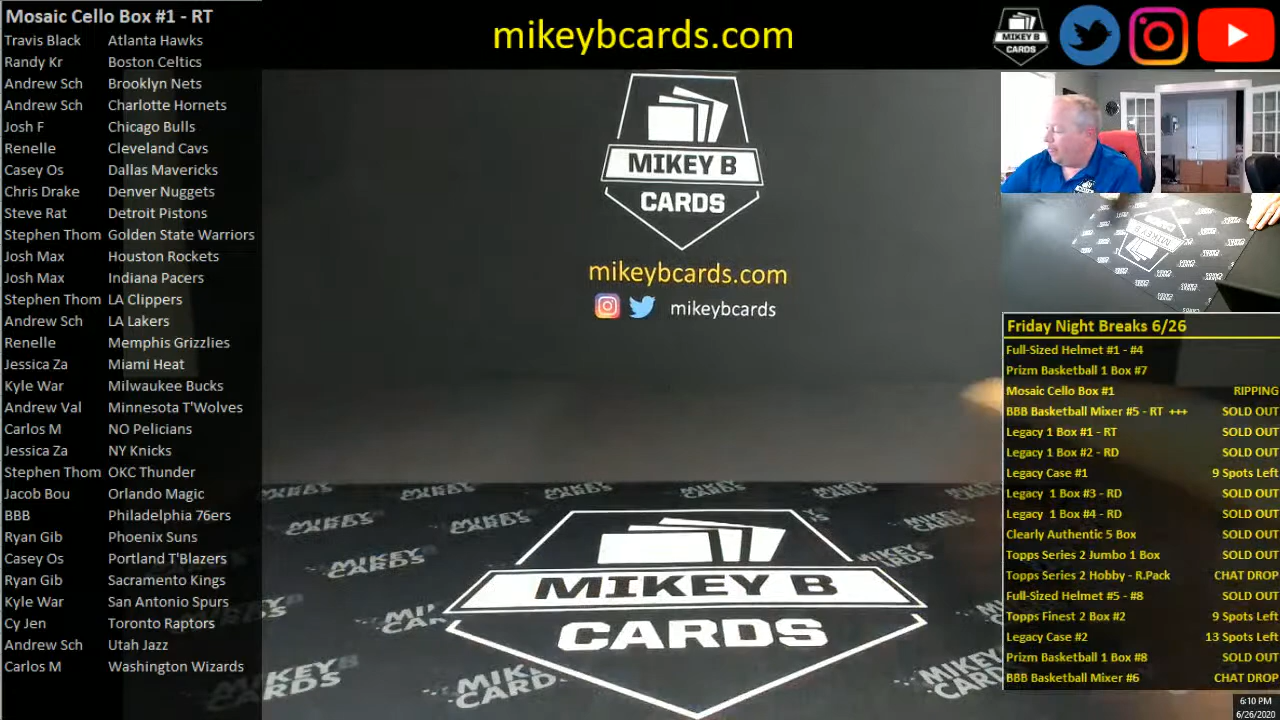 Mosaic Cello Box #1 - RT
Travis Black Atlanta Hawks
Randy Kr Boston Celtics
Andrew Sch Brooklyn Nets
Andrew Sch Charlotte Hornets
Josh F Chicago Bulls
Renelle Cleveland Cavs
Casey Os Dallas Mavericks
Chris Drake Denver Nuggets
Steve Rat Detroit Pistons
Stephen Thom Golden State Warriors
Josh Max Houston Rockets
Josh Max Indiana Pacers
Stephen Thom LA Clippers
Andrew Sch LA Lakers
Renelle Memphis Grizzlies
Jessica Za Miami Heat
Kyle War Milwaukee Bucks
Andrew Val Minnesota T'Wolves
Carlos M NO Pelicians
Jessica Za NY Knicks
Stephen Thom OKC Thunder
Jacob Bou Orlando Magic
BBB Philadelphia 76ers
Ryan Gib Phoenix Suns
Casey Os Portland T'Blazers
Ryan Gib Sacramento Kings
Kyle War San Antonio Spurs
Cy Jen Toronto Raptors
Andrew Sch Utah Jazz
Carlos M Washington Wizards
mikeybcards.com
MIKEY B
CARDS
MIKEY B
CARDS
mikeybcards.com
mikeybcards
MIKEY B
CARDS
Friday Night Breaks 6/26
Full-Sized Helmet #1 - #4
Prizm Basketball 1 Box #7
Mosaic Cello Box #1 RIPPING
BBB Basketball Mixer #5 - RT +++ SOLD OUT
Legacy 1 Box #1 - RT SOLD OUT
Legacy 1 Box #2 - RD SOLD OUT
Legacy Case #1 9 Spots Left
Legacy 1 Box #3 - RD SOLD OUT
Legacy 1 Box #4 - RD SOLD OUT
Clearly Authentic 5 Box SOLD OUT
Topps Series 2 Jumbo 1 Box SOLD OUT
Topps Series 2 Hobby - R.Pack CHAT DROP
Full-Sized Helmet #5 - #8 SOLD OUT
Topps Finest 2 Box #2 9 Spots Left
Legacy Case #2 13 Spots Left
Prizm Basketball 1 Box #8 SOLD OUT
BBB Basketball Mixer #6 CHAT DROP
6:10 PM
6/26/2020